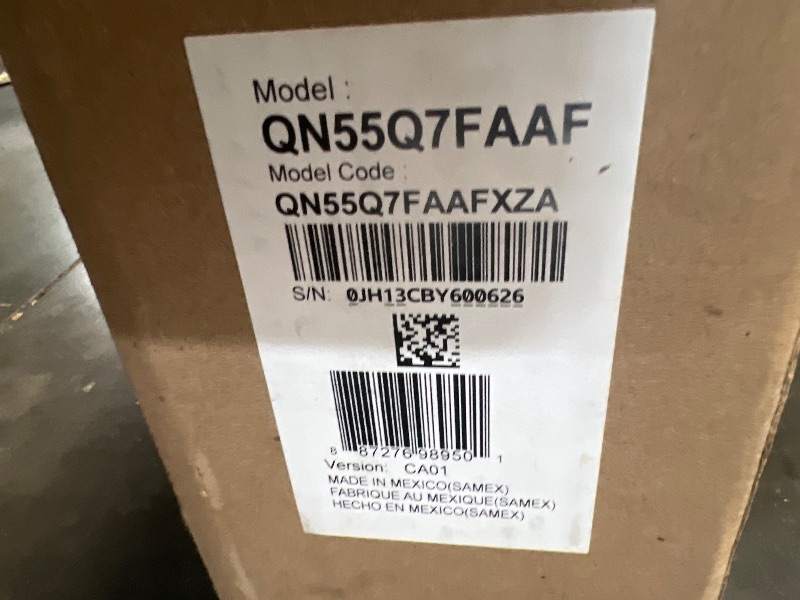 Model :
QN55Q7FAAF
Model Code :
QN55Q7FAAFXZA
S/N: 0JH13CBY600626
8 87276 98950 1
Version: CA01
MADE IN MEXICO(SAMEX)
FABRIQUE AU MEXIQUE(SAMEX)
HECHO EN MEXICO(SAMEX)